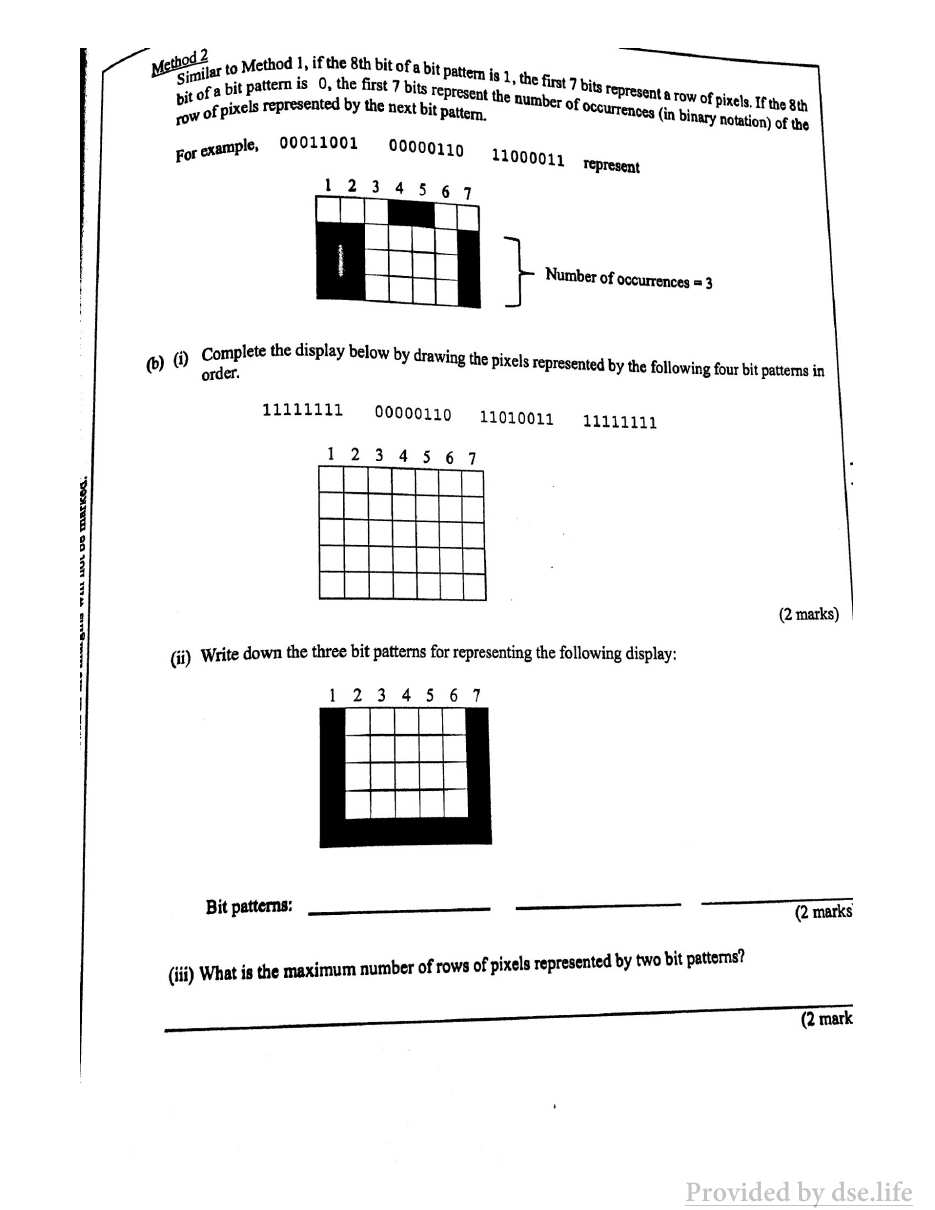 Method 2
Similar to Method 1, if the 8th bit of a bit pattern is 1, the first 7 bits represent a row of pixels. If the 8th
bit of a bit pattern is 0, the first 7 bits represent the number of occurrences (in binary notation) of the
row of pixels represented by the next bit pattern.
For example, 00011001 00000110 11000011 represent
1 2 3 4 5 6 7
Number of occurrences = 3
(b) (i) Complete the display below by drawing the pixels represented by the following four bit patterns in
order.
11111111 00000110 11010011 11111111
1 2 3 4 5 6 7
(2 marks)
(ii) Write down the three bit patterns for representing the following display:
1 2 3 4 5 6 7
Bit patterns:
(2 marks
(iii) What is the maximum number of rows of pixels represented by two bit patterns?
(2 mark
will not be marked.
Provided by dse.life